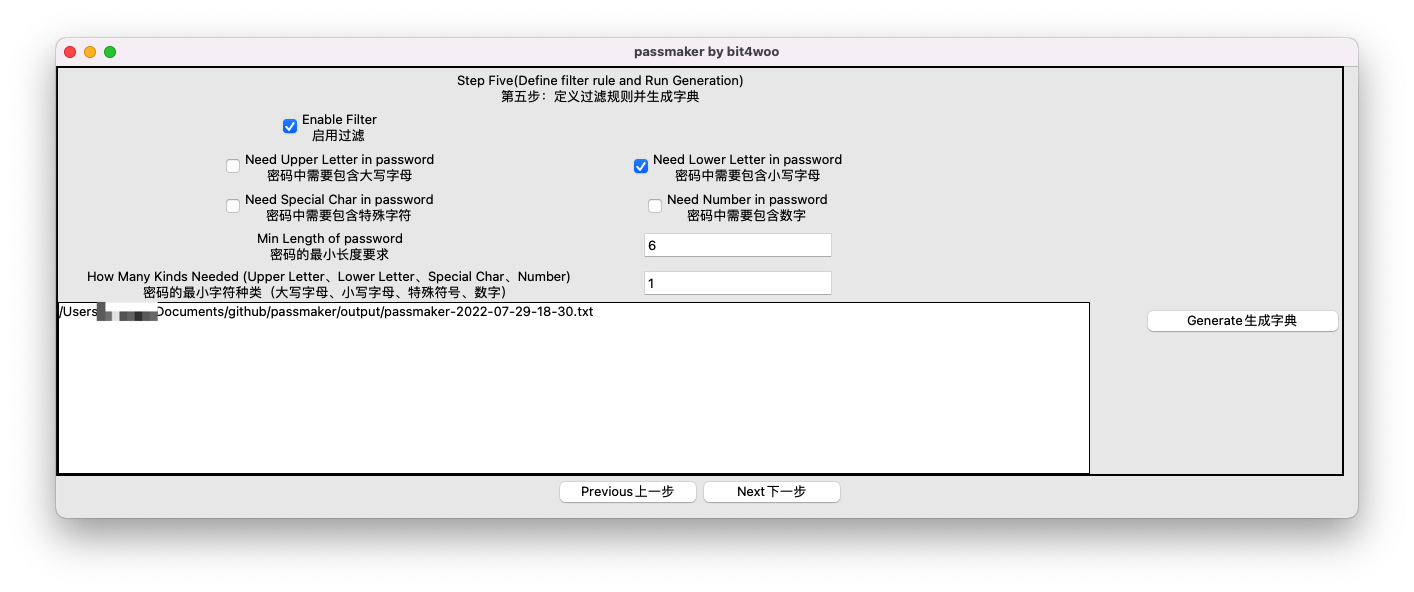 passmaker by bit4woo
Step Five(Define filter rule and Run Generation)
第五步：定义过滤规则并生成字典
Enable Filter
启用过滤
Need Upper Letter in password
密码中需要包含大写字母
Need Lower Letter in password
密码中需要包含小写字母
Need Special Char in password
密码中需要包含特殊字符
Need Number in password
密码中需要包含数字
Min Length of password
密码的最小长度要求
6
How Many Kinds Needed (Upper Letter、Lower Letter、Special Char、Number)
密码的最小字符种类（大写字母、小写字母、特殊符号、数字）
1
/Users Documents/github/passmaker/output/passmaker-2022-07-29-18-30.txt
Generate生成字典
Previous上一步
Next下一步